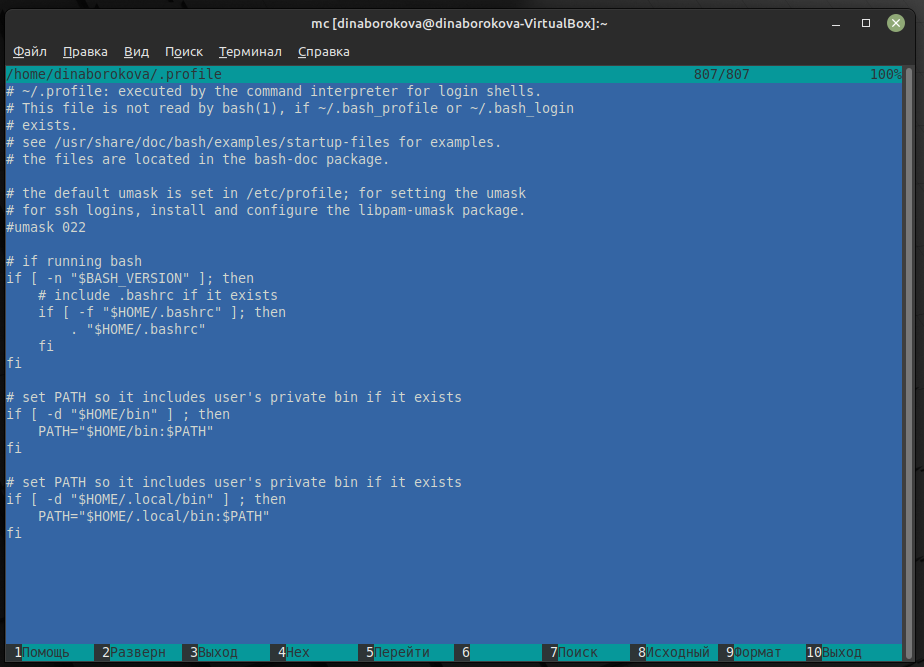 mc [dinaborokova@dinaborokova-VirtualBox]:~
Файл Правка Вид Поиск Терминал Справка
/home/dinaborokova/.profile 807/807 100%
# ~/.profile: executed by the command interpreter for login shells.
# This file is not read by bash(1), if ~/.bash_profile or ~/.bash_login
# exists.
# see /usr/share/doc/bash/examples/startup-files for examples.
# the files are located in the bash-doc package.

# the default umask is set in /etc/profile; for setting the umask
# for ssh logins, install and configure the libpam-umask package.
#umask 022

# if running bash
if [ -n "$BASH_VERSION" ]; then
    # include .bashrc if it exists
    if [ -f "$HOME/.bashrc" ]; then
        . "$HOME/.bashrc"
    fi
fi

# set PATH so it includes user's private bin if it exists
if [ -d "$HOME/bin" ] ; then
    PATH="$HOME/bin:$PATH"
fi

# set PATH so it includes user's private bin if it exists
if [ -d "$HOME/.local/bin" ] ; then
    PATH="$HOME/.local/bin:$PATH"
fi
1Помощь 2Разверн 3Выход 4Hex 5Перейти 6 7Поиск 8Исходный 9Формат 10Выход